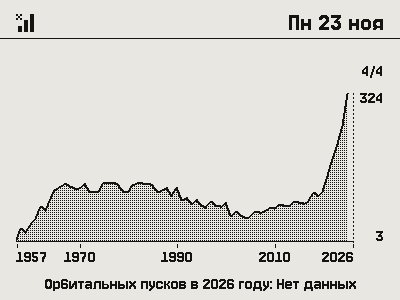 Пн 23 ноя
4/4
324
3
1957 1970 1990 2010 2026
Орбитальных пусков в 2026 году: Нет данных